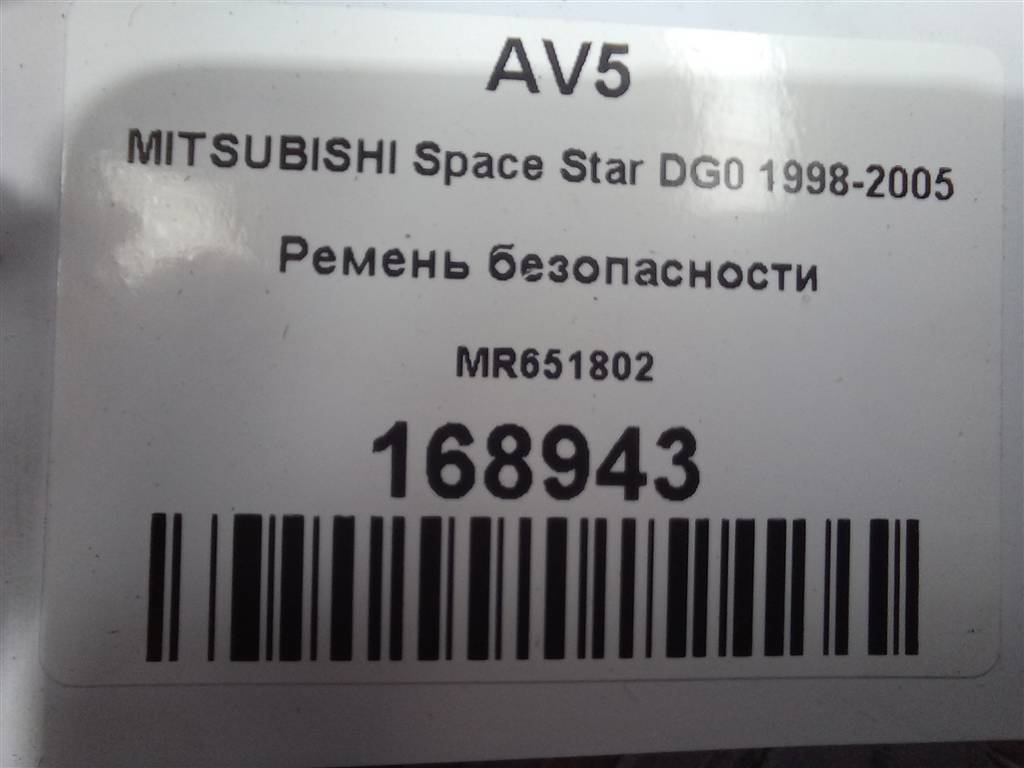 AV5
MITSUBISHI Space Star DG0 1998-2005
Ремень безопасности
MR651802
168943